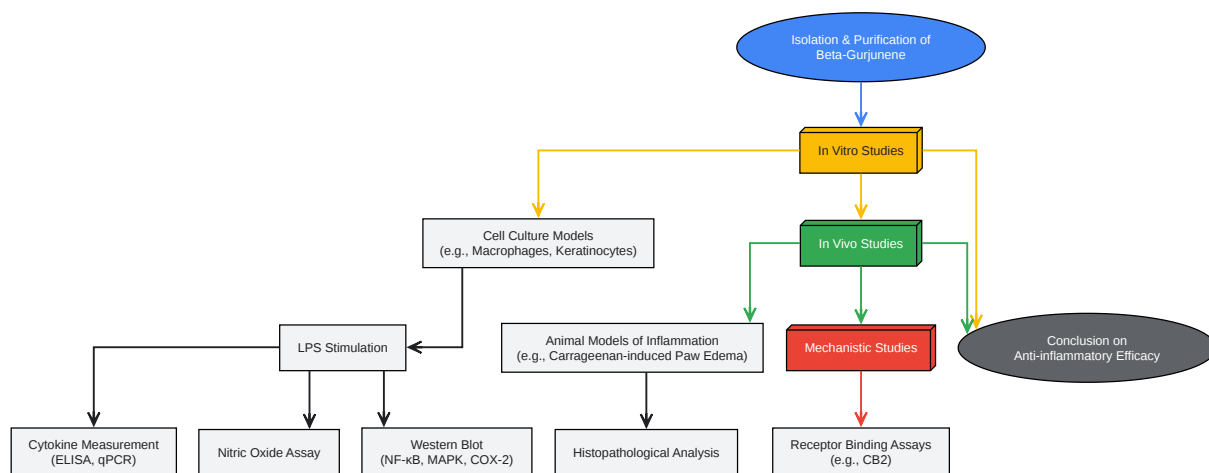 Isolation & Purification of
Beta-Gurjunene
In Vitro Studies
Cell Culture Models
(e.g., Macrophages, Keratinocytes)
In Vivo Studies
LPS Stimulation
Animal Models of Inflammation
(e.g., Carrageenan-induced Paw Edema)
Mechanistic Studies
Conclusion on
Anti-inflammatory Efficacy
Cytokine Measurement
(ELISA, qPCR)
Nitric Oxide Assay
Western Blot
(NF-κB, MAPK, COX-2)
Histopathological Analysis
Receptor Binding Assays
(e.g., CB2)